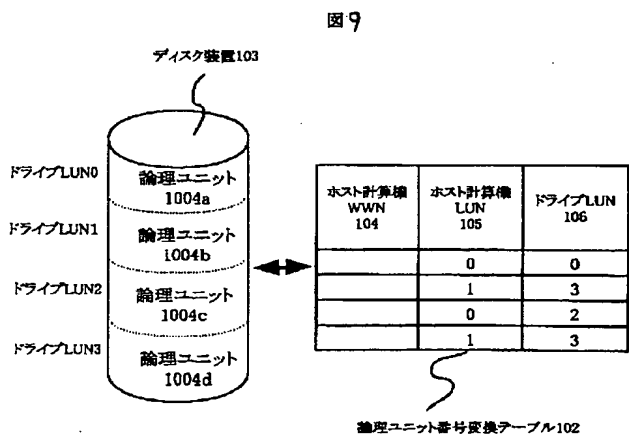 図9
ディスク装置103
ドライブLUN0
論理ユニット
1004a
ドライブLUN1
論理ユニット
1004b
ドライブLUN2
論理ユニット
1004c
ドライブLUN3
論理ユニット
1004d
ホスト計算機
WWN
104
ホスト計算機
LUN
105
ドライブLUN
106
0 0
1 3
0 2
1 3
論理ユニット番号変換テーブル102